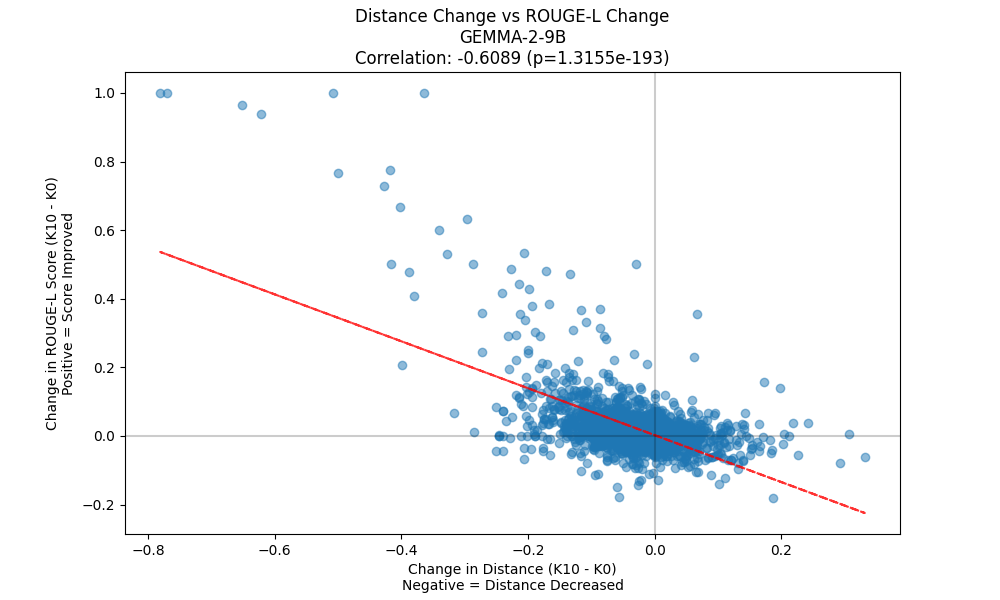 Distance Change vs ROUGE-L Change
GEMMA-2-9B
Correlation: -0.6089 (p=1.3155e-193)
Change in ROUGE-L Score (K10 - K0)
Positive = Score Improved
1.0
0.8
0.6
0.4
0.2
0.0
−0.2
−0.8
−0.6
−0.4
−0.2
0.0
0.2
Change in Distance (K10 - K0)
Negative = Distance Decreased